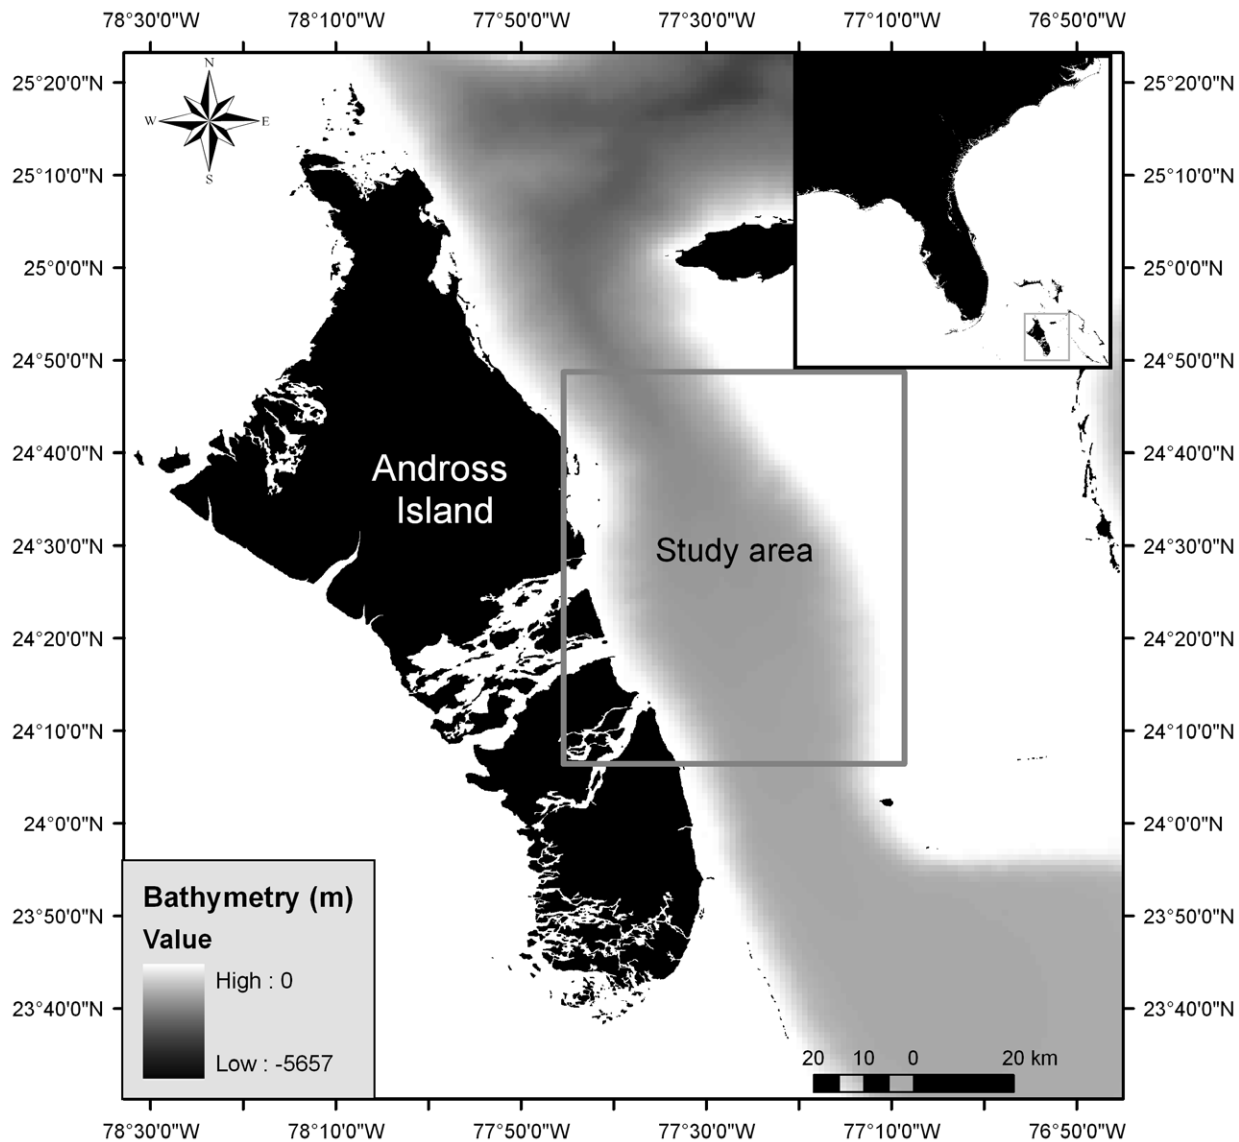 78°30'0"W 78°10'0"W 77°50'0"W 77°30'0"W 77°10'0"W 76°50'0"W
N
W E
S
25°20'0"N 25°20'0"N
25°10'0"N 25°10'0"N
25°0'0"N 25°0'0"N
24°50'0"N 24°50'0"N
24°40'0"N 24°40'0"N
Andross
Island
24°30'0"N 24°30'0"N
Study area
24°20'0"N 24°20'0"N
24°10'0"N 24°10'0"N
24°0'0"N 24°0'0"N
23°50'0"N 23°50'0"N
23°40'0"N 23°40'0"N
Bathymetry (m)
Value
High : 0
Low : -5657
20 10 0 20 km
78°30'0"W 78°10'0"W 77°50'0"W 77°30'0"W 77°10'0"W 76°50'0"W